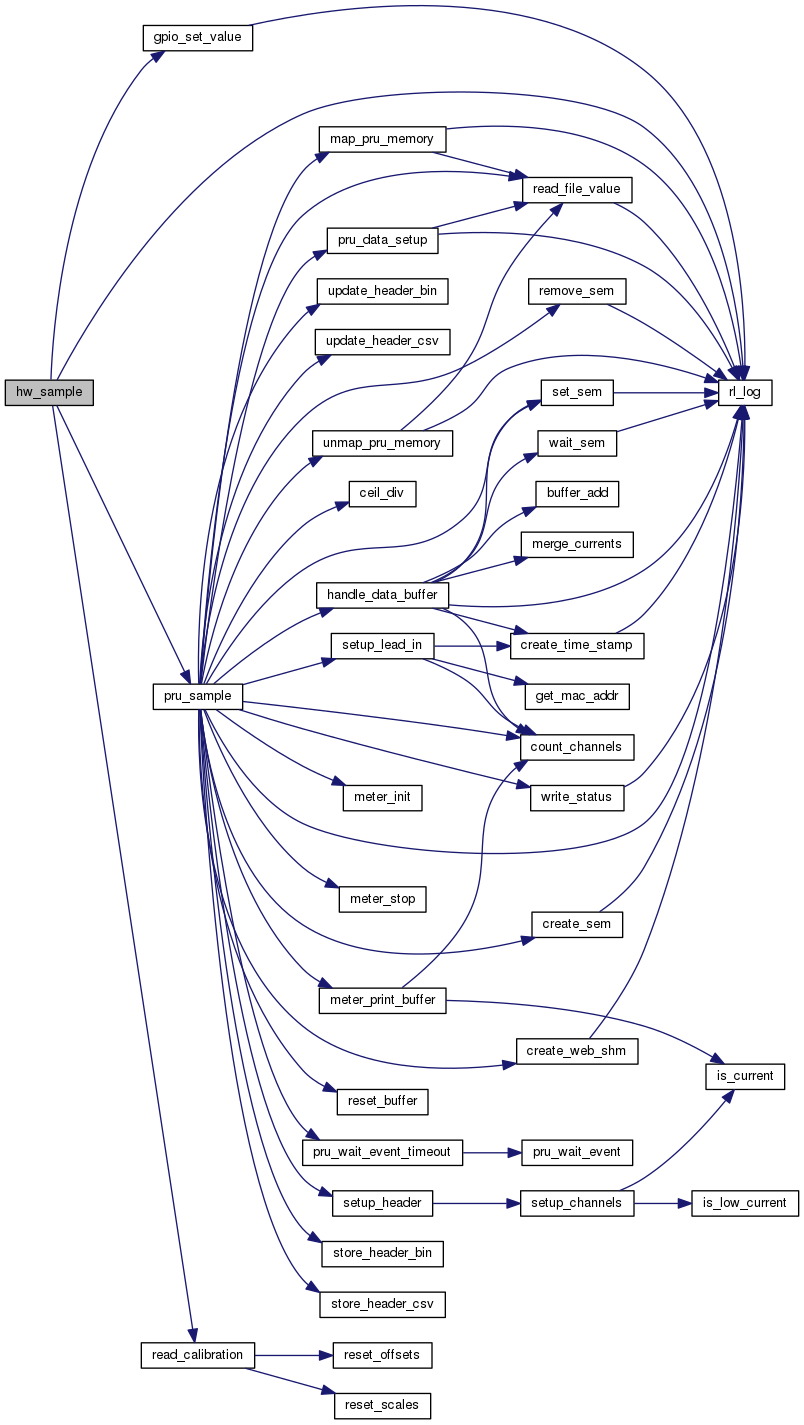 gpio_set_value
map_pru_memory
read_file_value
pru_data_setup
update_header_bin
remove_sem
update_header_csv
hw_sample
set_sem
rl_log
unmap_pru_memory
wait_sem
ceil_div
buffer_add
merge_currents
handle_data_buffer
setup_lead_in
create_time_stamp
pru_sample
get_mac_addr
count_channels
meter_init
write_status
meter_stop
create_sem
meter_print_buffer
create_web_shm
is_current
reset_buffer
pru_wait_event_timeout
pru_wait_event
setup_header
setup_channels
is_low_current
store_header_bin
store_header_csv
read_calibration
reset_offsets
reset_scales